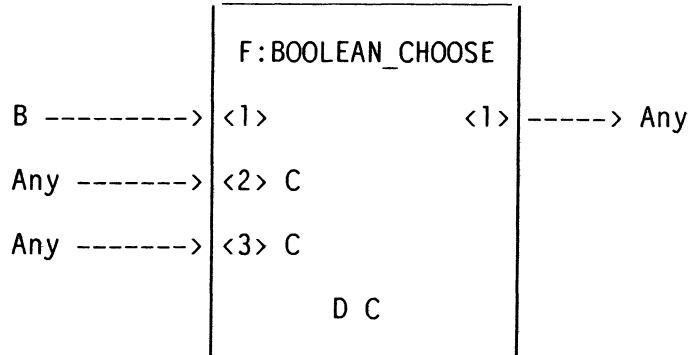 F:BOOLEAN_CHOOSE
B ---------> <1> <1> -----> Any
Any -------> <2> C
Any -------> <3> C
D C